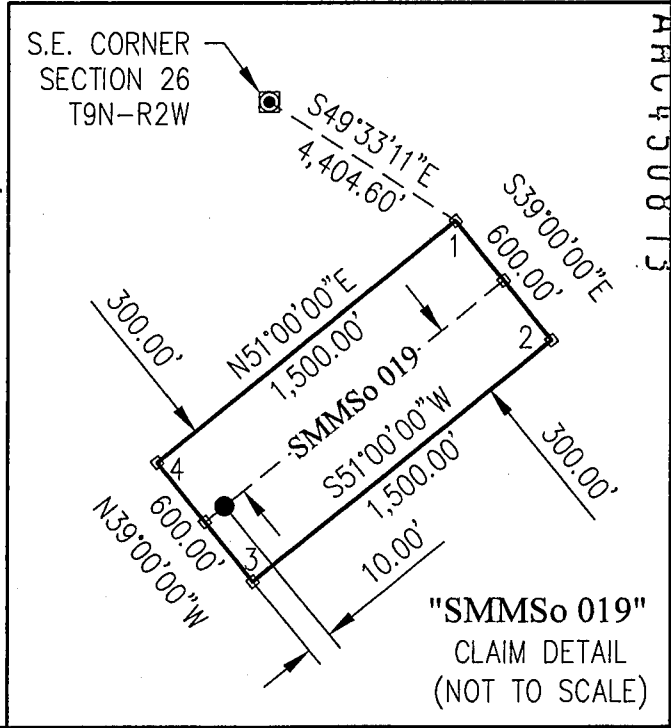 S.E. CORNER
SECTION 26
T9N-R2W
S49°33'11"E
4,404.60'
1
S39°00'00"E
600.00'
2
300.00'
N51°00'00"E
1,500.00'
SMMSo 019
S51°00'00"W
1,500.00'
300.00'
4
600.00'
N39°00'00"W
3
10.00'
"SMMSo 019"
CLAIM DETAIL
(NOT TO SCALE)